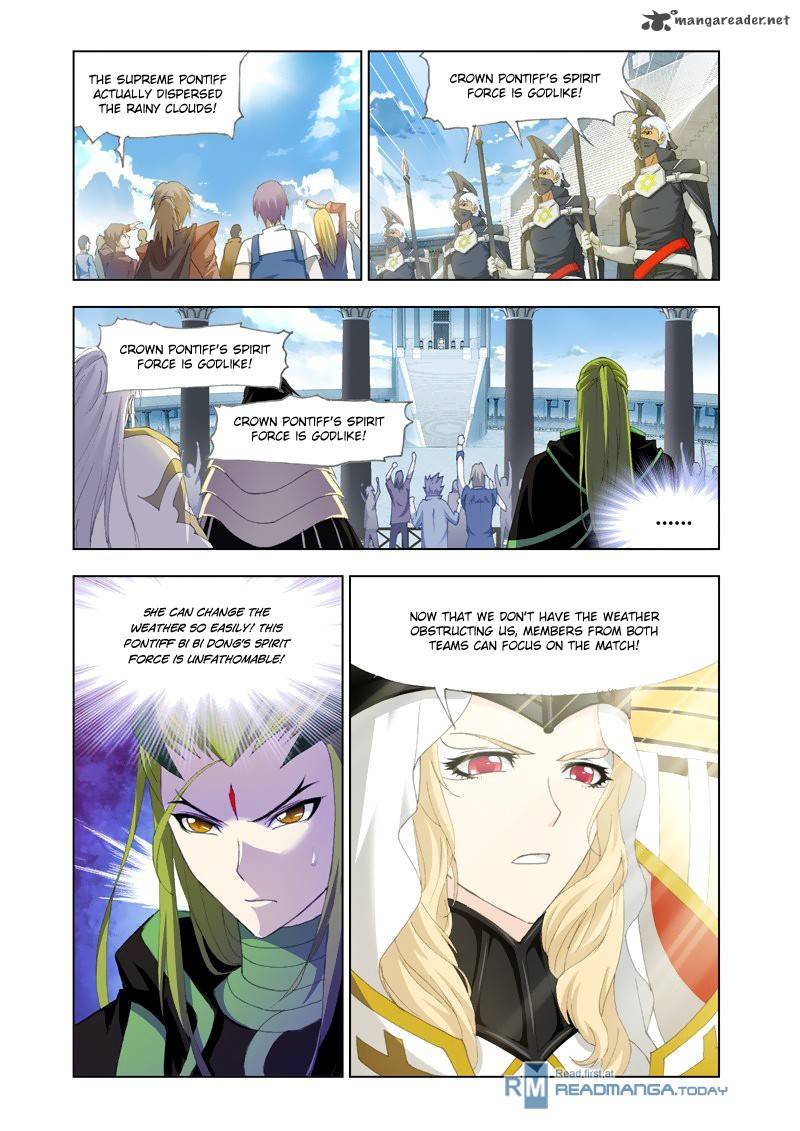 mangareader.net
THE SUPREME PONTIFF
ACTUALLY DISPERSED
THE RAINY CLOUDS!
CROWN PONTIFF'S SPIRIT
FORCE IS GODLIKE!
CROWN PONTIFF'S SPIRIT
FORCE IS GODLIKE!
CROWN PONTIFF'S SPIRIT
FORCE IS GODLIKE!
......
SHE CAN CHANGE THE
WEATHER SO EASILY! THIS
PONTIFF BI BI DONG'S SPIRIT
FORCE IS UNFATHOMABLE!
NOW THAT WE DON'T HAVE THE WEATHER
OBSTRUCTING US, MEMBERS FROM BOTH
TEAMS CAN FOCUS ON THE MATCH!
Read,first,at
RM READMANGA.TODAY